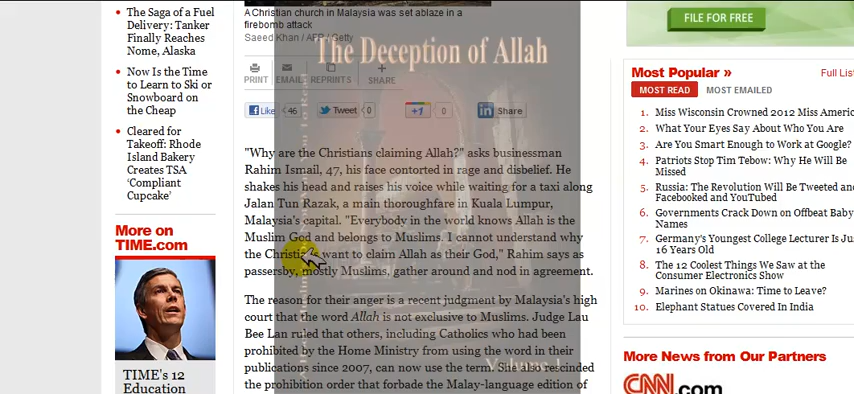 The Saga of a Fuel
Delivery: Tanker
Finally Reaches
Nome, Alaska
Now Is the Time
to Learn to Ski or
Snowboard on
the Cheap
Cleared for
Takeoff: Rhode
Island Bakery
Creates TSA
'Compliant
Cupcake'
More on
TIME.com
TIME's 12
Education
A Christian church in Malaysia was set ablaze in a
firebomb attack
Saeed Khan / AFP / Getty
The Deception of Allah
PRINT EMAIL REPRINTS SHARE
Like 46 Tweet 0 +1 0 in Share
"Why are the Christians claiming Allah?" asks businessman
Rahim Ismail, 47, his face contorted in rage and disbelief. He
shakes his head and raises his voice while waiting for a taxi along
Jalan Tun Razak, a main thoroughfare in Kuala Lumpur,
Malaysia's capital. "Everybody in the world knows Allah is the
Muslim God and belongs to Muslims. I cannot understand why
the Christians want to claim Allah as their God," Rahim says as
passersby, mostly Muslims, gather around and nod in agreement.
The reason for their anger is a recent judgment by Malaysia's high
court that the word Allah is not exclusive to Muslims. Judge Lau
Bee Lan ruled that others, including Catholics who had been
prohibited by the Home Ministry from using the word in their
publications since 2007, can now use the term. She also rescinded
the prohibition order that forbade the Malay-language edition of
Volume 1
FILE FOR FREE
Most Popular »
Full Lis
MOST READ MOST EMAILED
1. Miss Wisconsin Crowned 2012 Miss Americ
2. What Your Eyes Say About Who You Are
3. Are You Smart Enough to Work at Google?
4. Patriots Stop Tim Tebow: Why He Will Be
Missed
5. Russia: The Revolution Will Be Tweeted an
Facebooked and YouTubed
6. Governments Crack Down on Offbeat Baby
Names
7. Germany's Youngest College Lecturer Is Ju
16 Years Old
8. The 12 Coolest Things We Saw at the
Consumer Electronics Show
9. Marines on Okinawa: Time to Leave?
10. Elephant Statues Covered In India
More News from Our Partners
CNN.com